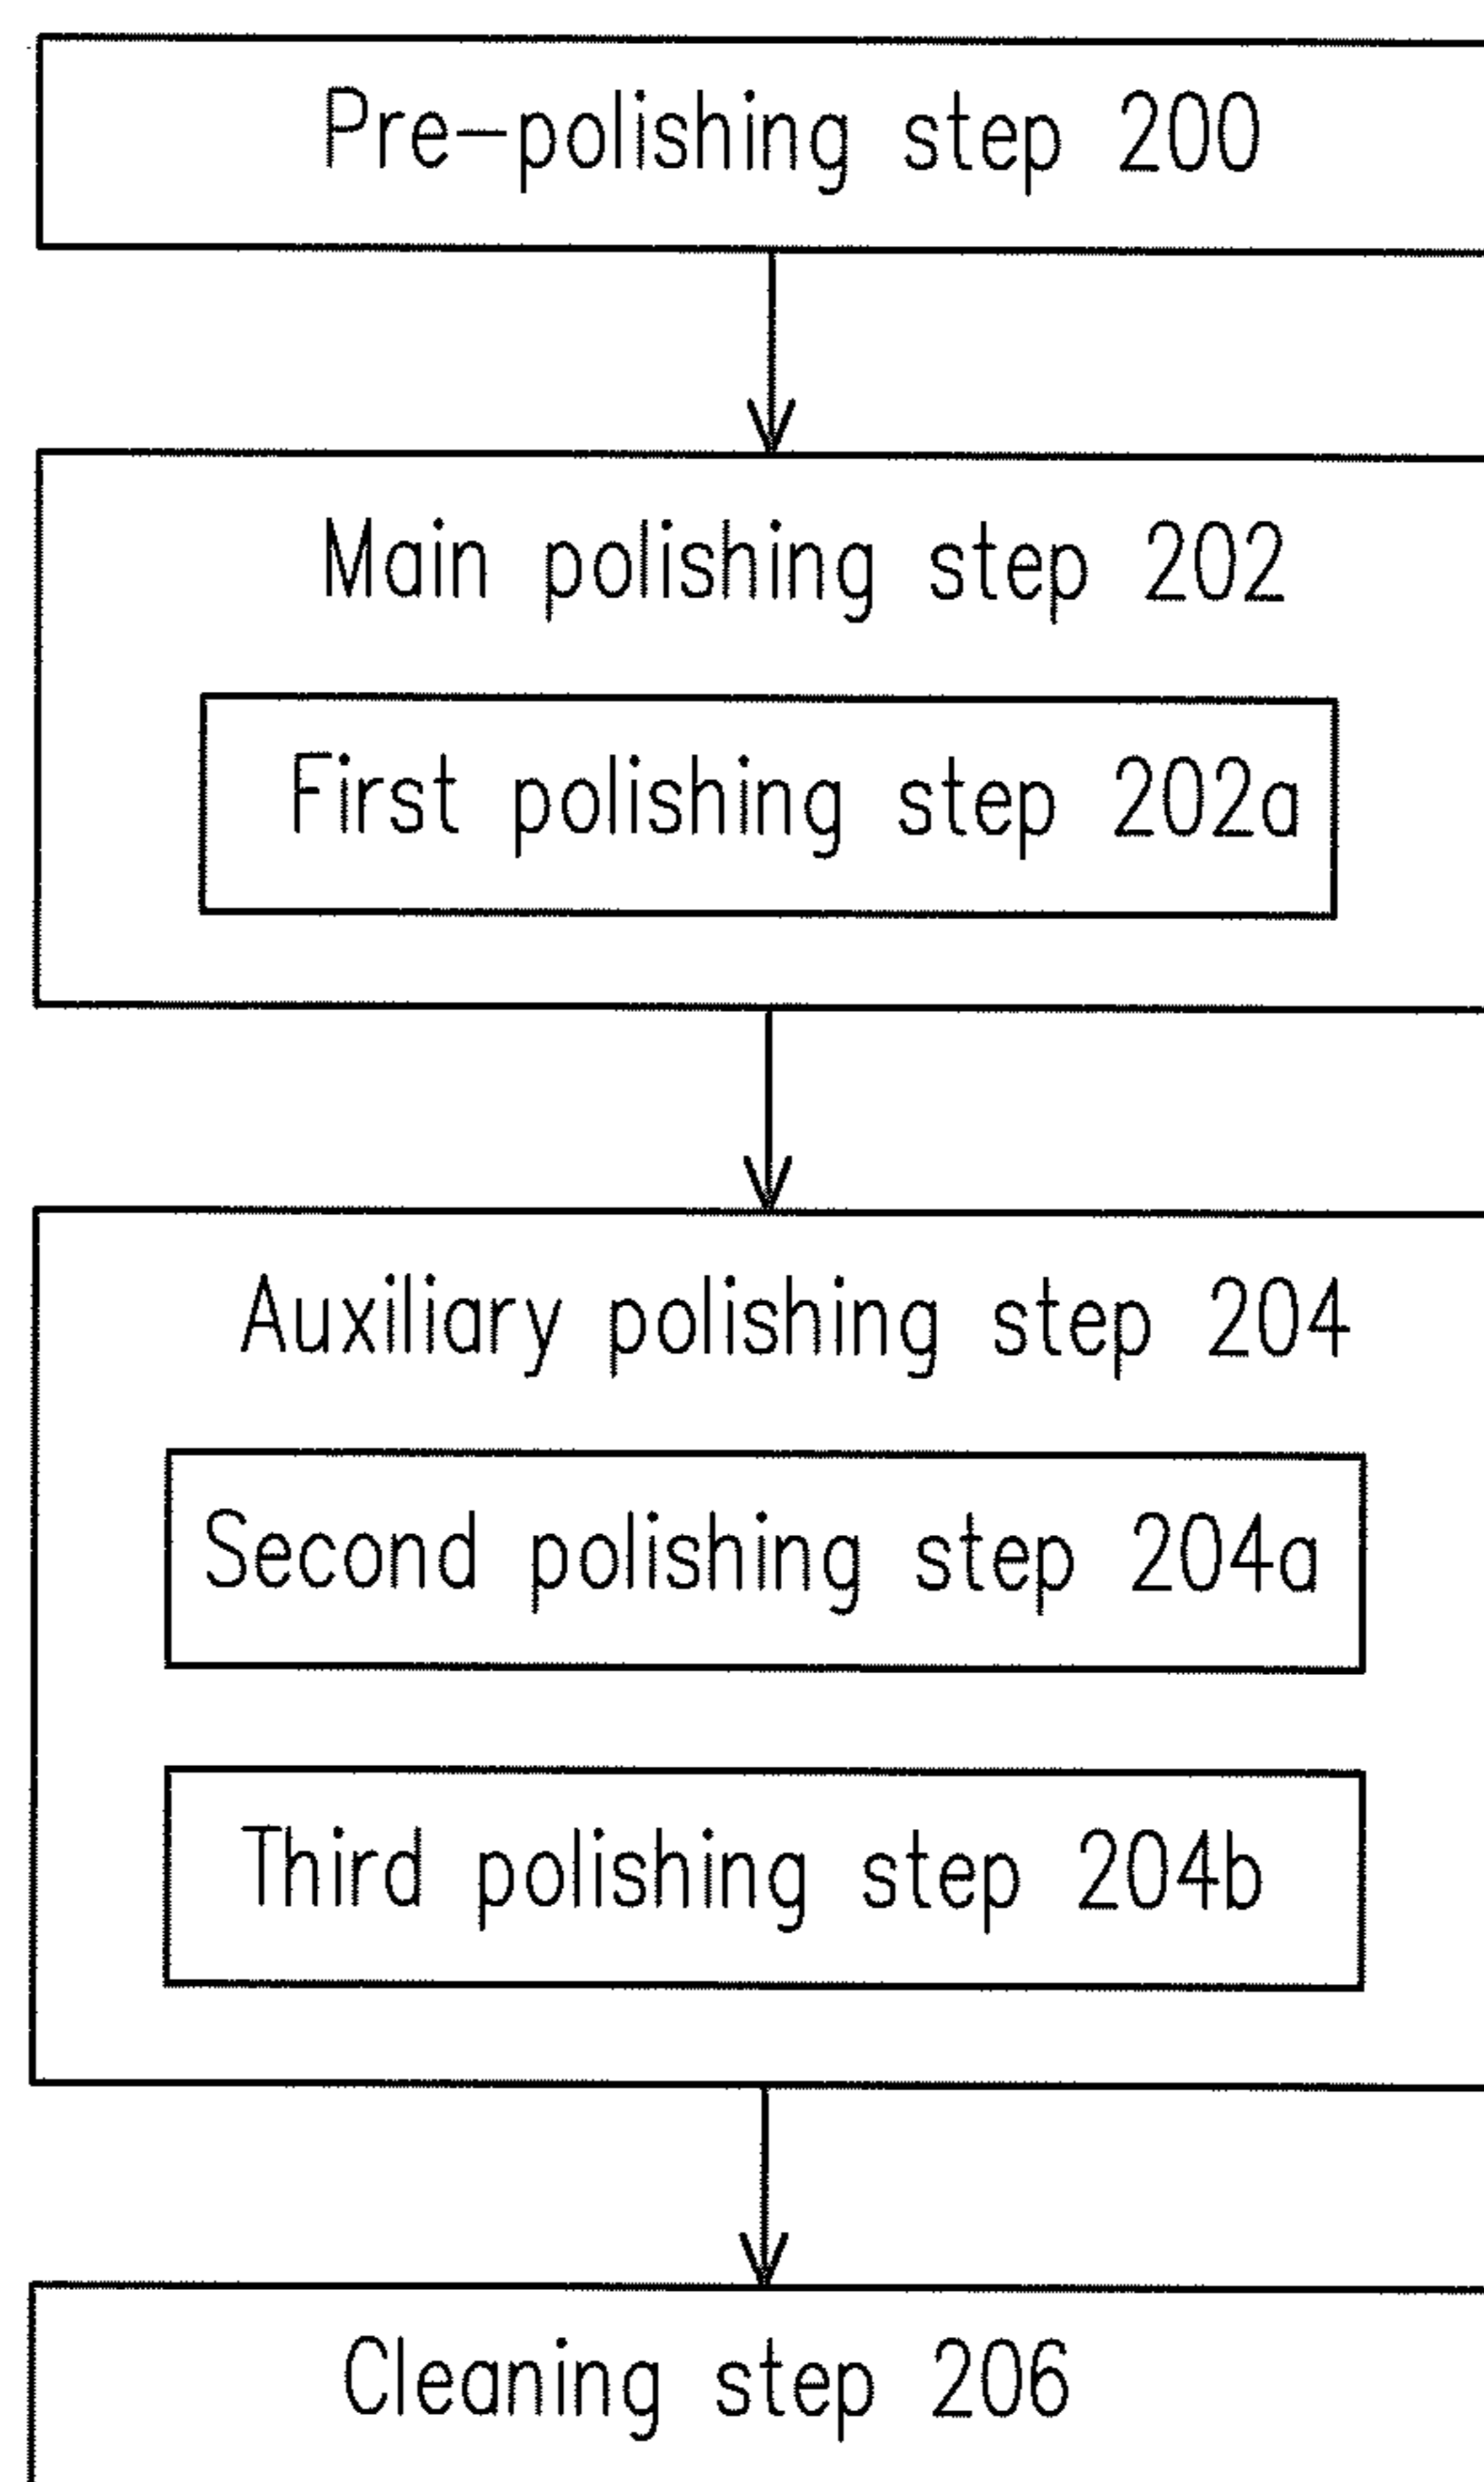 Pre-polishing step 200
Main polishing step 202
First polishing step 202a
Auxiliary polishing step 204
Second polishing step 204a
Third polishing step 204b
Cleaning step 206